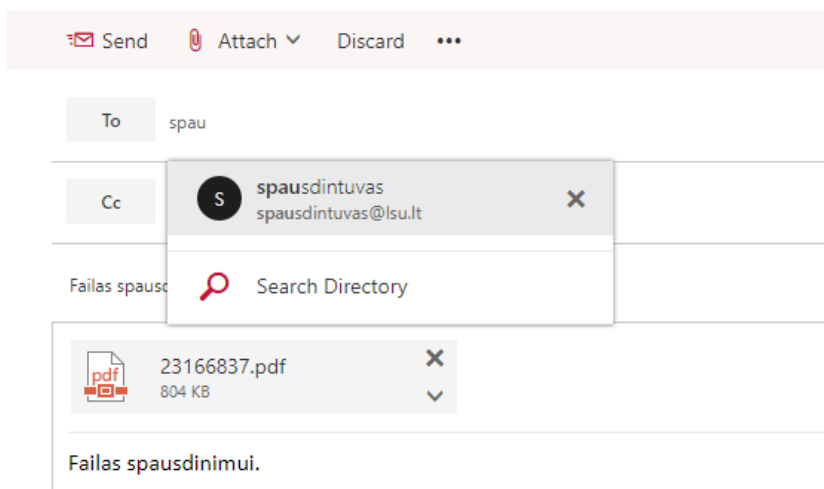 Send Attach Discard •••
To spau
spausdintuvas
Cc S
spausdintuvas@lsu.lt
Failas Search Directory
23166837.pdf
pdf
804 KB
Failas spausdinimui.